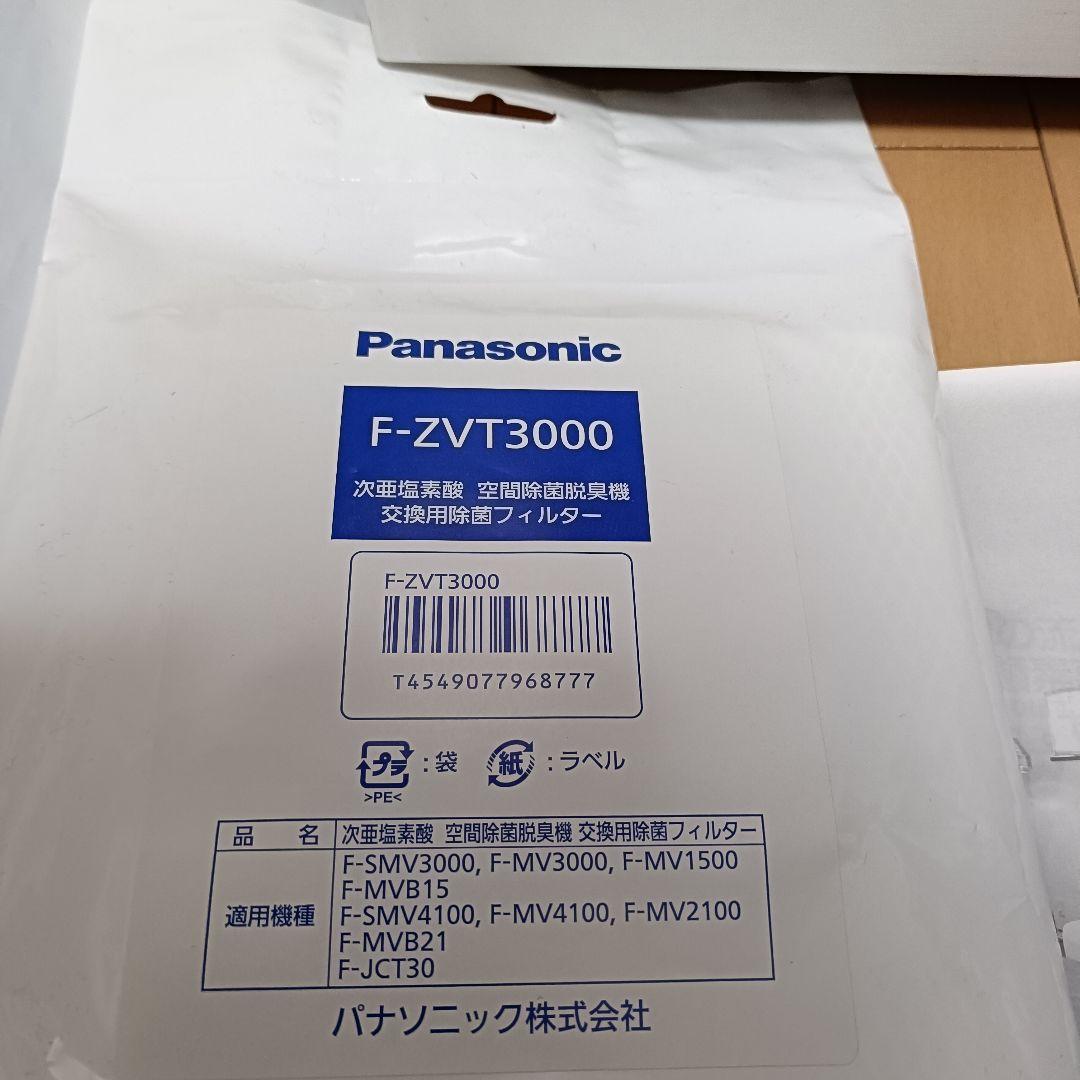 Panasonic
F-ZVT3000
次亜塩素酸 空間除菌脱臭機
交換用除菌フィルター
F-ZVT3000
T4549077968777
プラ :袋 紙 :ラベル
>PE<
品名 次亜塩素酸 空間除菌脱臭機 交換用除菌フィルター
F-SMV3000, F-MV3000, F-MV1500
F-MVB15
適用機種 F-SMV4100, F-MV4100, F-MV2100
F-MVB21
F-JCT30
パナソニック株式会社